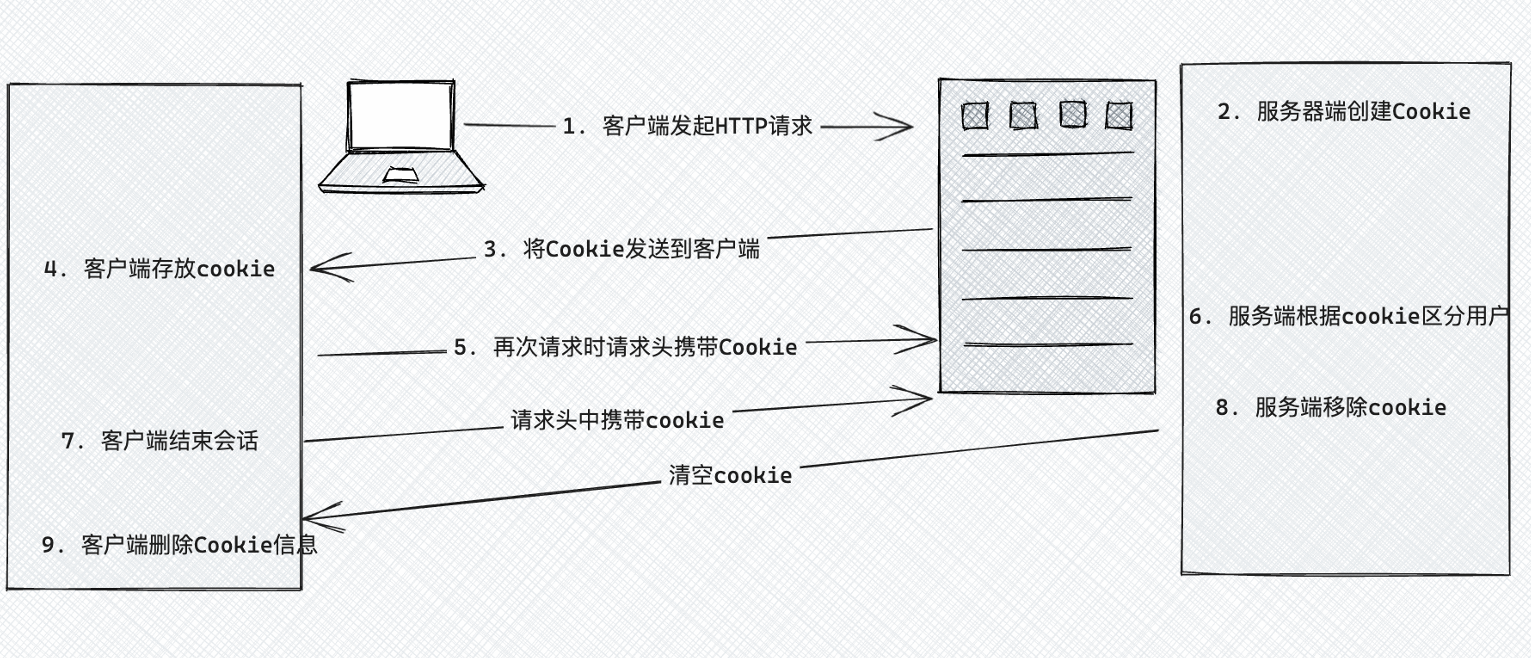 1. 客户端发起HTTP请求
2. 服务器端创建Cookie
3. 将Cookie发送到客户端
4. 客户端存放cookie
5. 再次请求时请求头携带Cookie
6. 服务端根据cookie区分用户
7. 客户端结束会话
请求头中携带cookie
8. 服务端移除cookie
清空cookie
9. 客户端删除Cookie信息